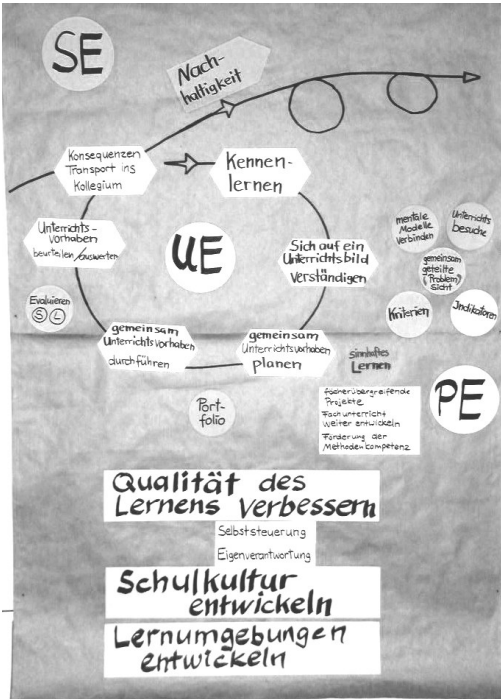 SE
Nach-
haltigkeit
Konsequenzen
Transport ins
Kollegium
Kennen-
lernen
Unterrichts-
vorhaben
beurteilen/auswerten
UE
Sich auf ein
Unterrichtsbild
verständigen
mentale
Modelle
verbinden
Unterrichts
besuche
gemeinsam
geteilte
(Problem)
sicht
Kriterien
Indikatoren
Evaluieren
S L
gemeinsam
Unterrichtsvorhaben
durchführen
gemeinsam
Unterrichtsvorhaben
planen
sinnhaftes
Lernen
PE
Port-
folio
fächerübergreifende
Projekte
Fachunterricht
weiter entwickeln
Förderung der
Methodenkompetenz
Qualität des
Lernens verbessern
Selbststeuerung
Eigenverantwortung
Schulkultur
entwickeln
Lernumgebungen
entwickeln